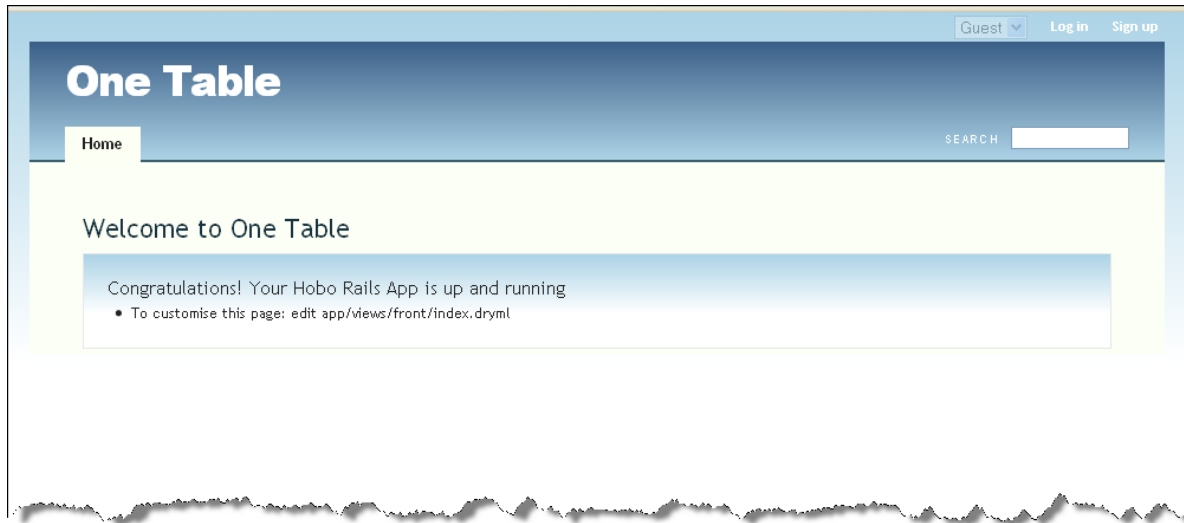 Guest Log in Sign up
One Table
Home SEARCH
Welcome to One Table
Congratulations! Your Hobo Rails App is up and running
• To customise this page: edit app/views/front/index.dryml